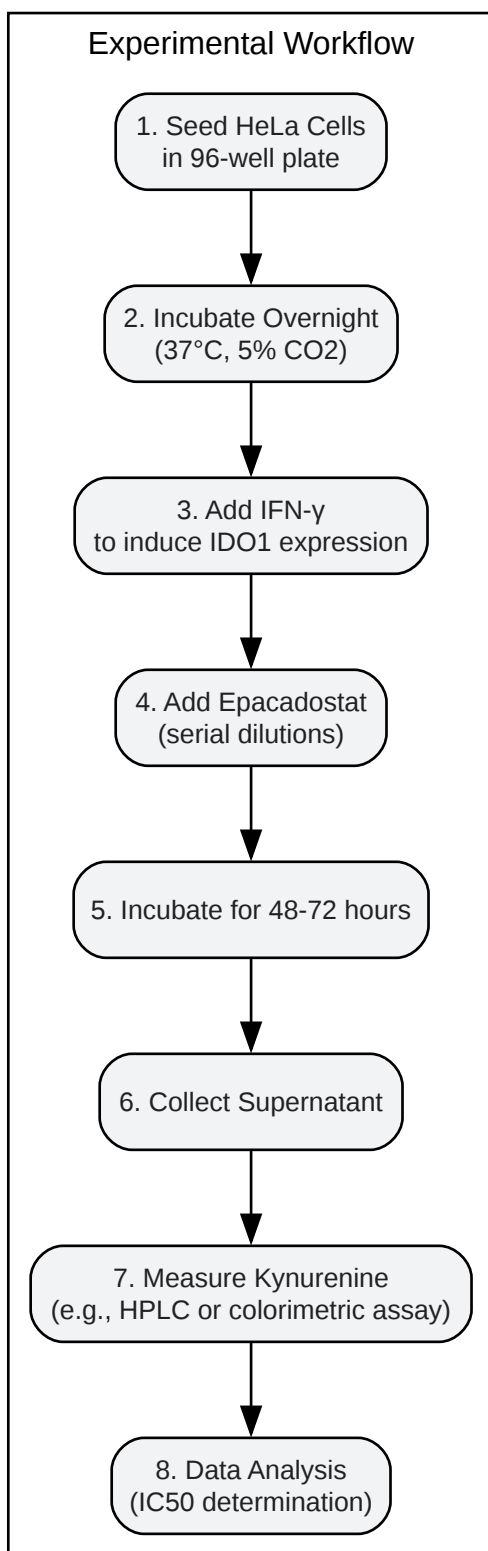 Experimental Workflow
1. Seed HeLa Cells
in 96-well plate
2. Incubate Overnight
(37°C, 5% CO2)
3. Add IFN-γ
to induce IDO1 expression
4. Add Epacadostat
(serial dilutions)
5. Incubate for 48-72 hours
6. Collect Supernatant
7. Measure Kynurenine
(e.g., HPLC or colorimetric assay)
8. Data Analysis
(IC50 determination)